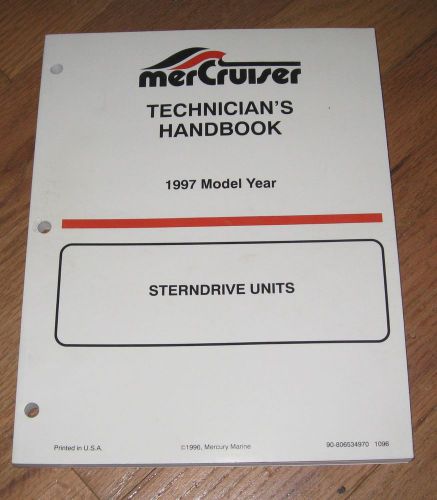 merCruiser
TECHNICIAN'S
HANDBOOK
1997 Model Year
STERNDRIVE UNITS
Printed in U.S.A.
©1996, Mercury Marine
90-806534970 1096